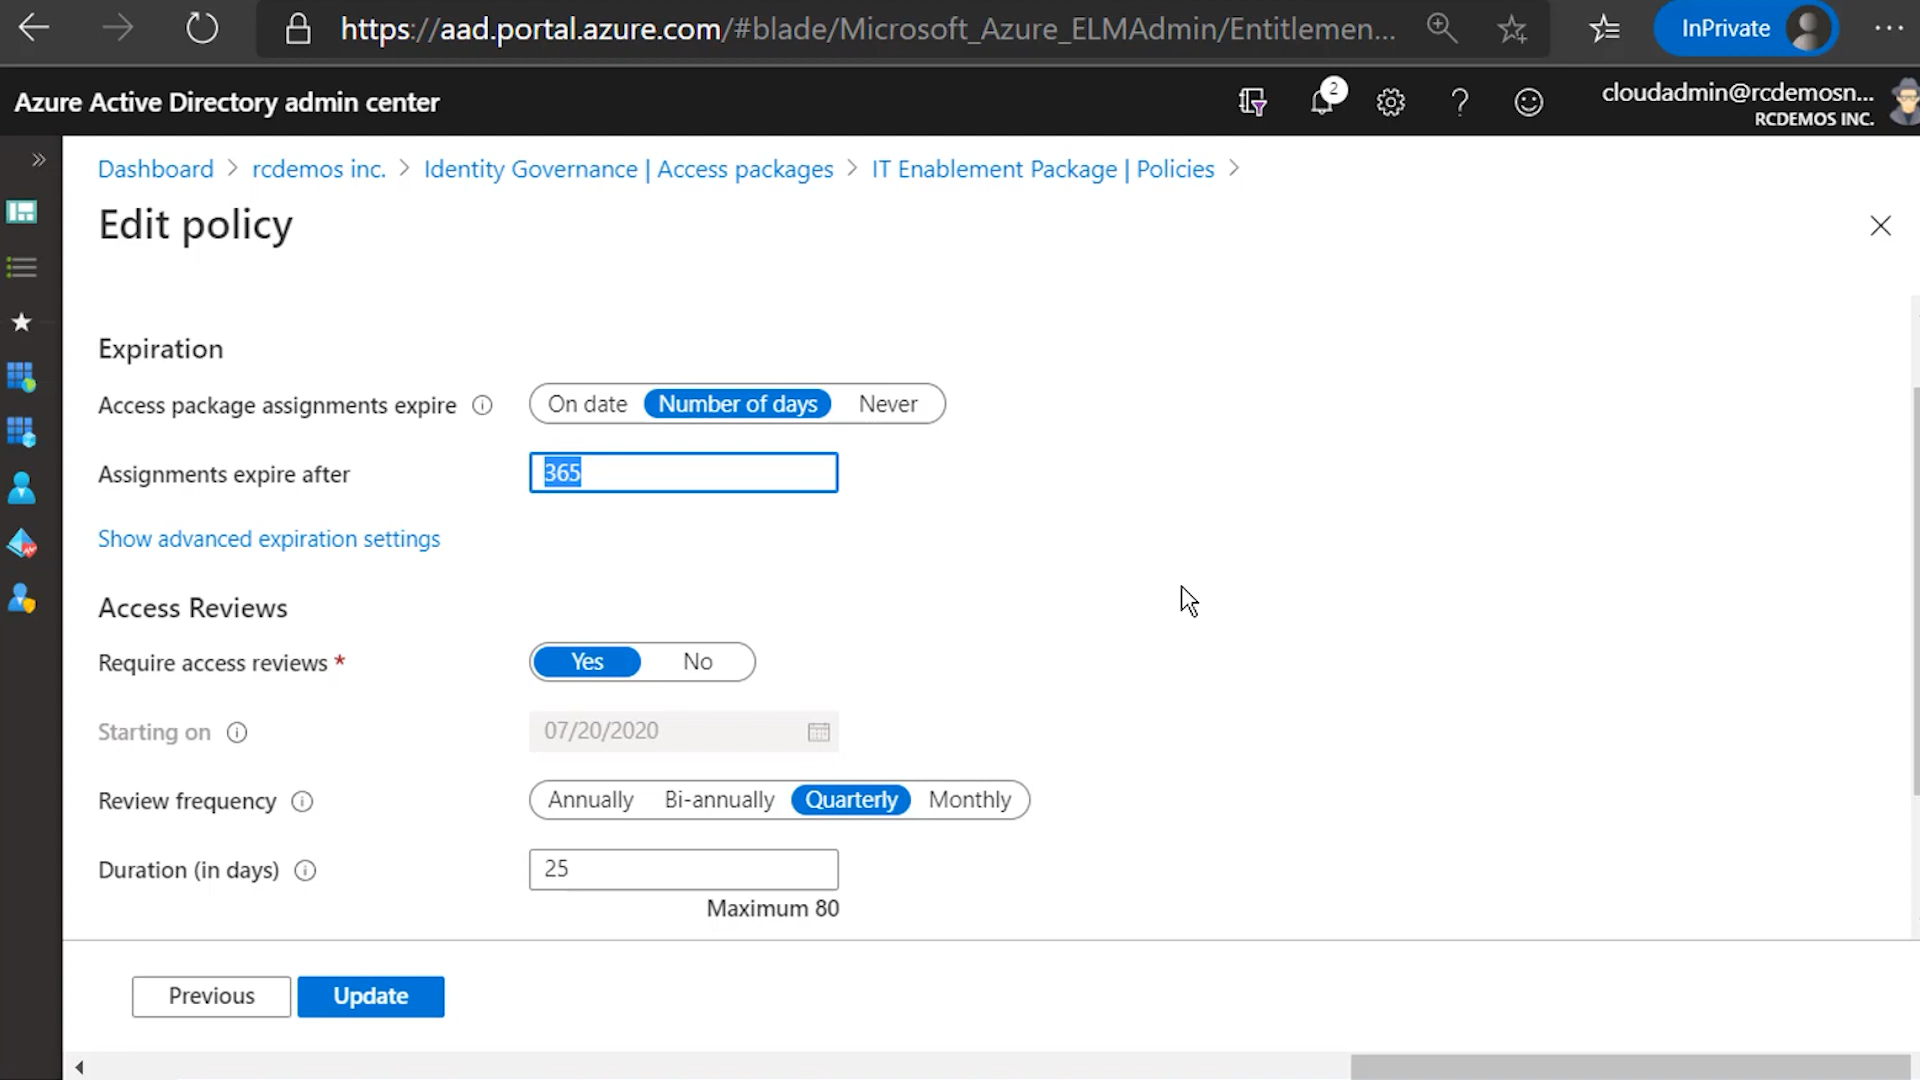 https://aad.portal.azure.com/#blade/Microsoft_Azure_ELMAdmin/Entitlemen...
InPrivate
Azure Active Directory admin center
2
cloudadmin@rcdemosn...
RCDEMOS INC.
Dashboard > rcdemos inc. > Identity Governance | Access packages > IT Enablement Package | Policies >
Edit policy
Expiration
Access package assignments expire
On date Number of days Never
Assignments expire after
365
Show advanced expiration settings
Access Reviews
Require access reviews *
Yes No
Starting on
07/20/2020
Review frequency
Annually Bi-annually Quarterly Monthly
Duration (in days)
25
Maximum 80
Previous Update